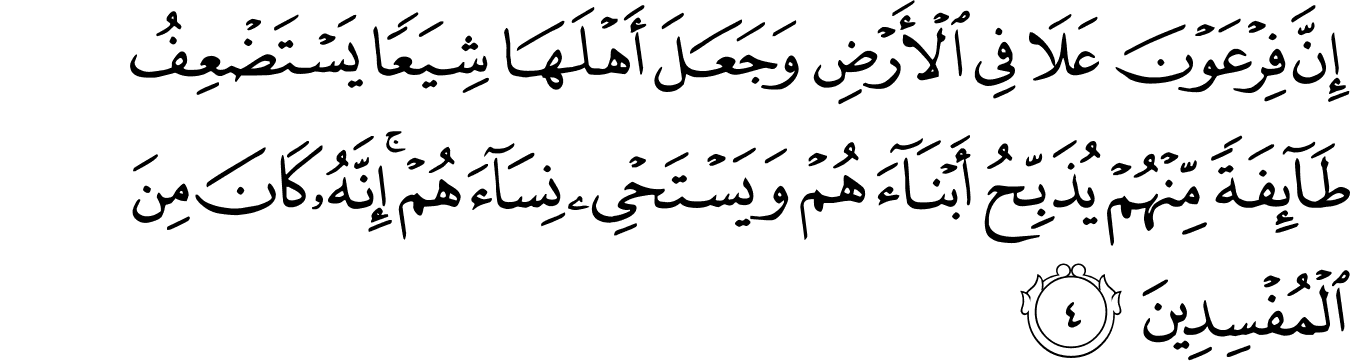 إِنَّ فِرْعَوْنَ عَلَا فِي ٱلْأَرْضِ وَجَعَلَ أَهْلَهَا شِيَعًا يَسْتَضْعِفُ
طَآئِفَةً مِّنْهُمْ يُذَبِّحُ أَبْنَآءَهُمْ وَيَسْتَحْىِۦ نِسَآءَهُمْ ۚ إِنَّهُۥ كَانَ مِنَ
ٱلْمُفْسِدِينَ ٤